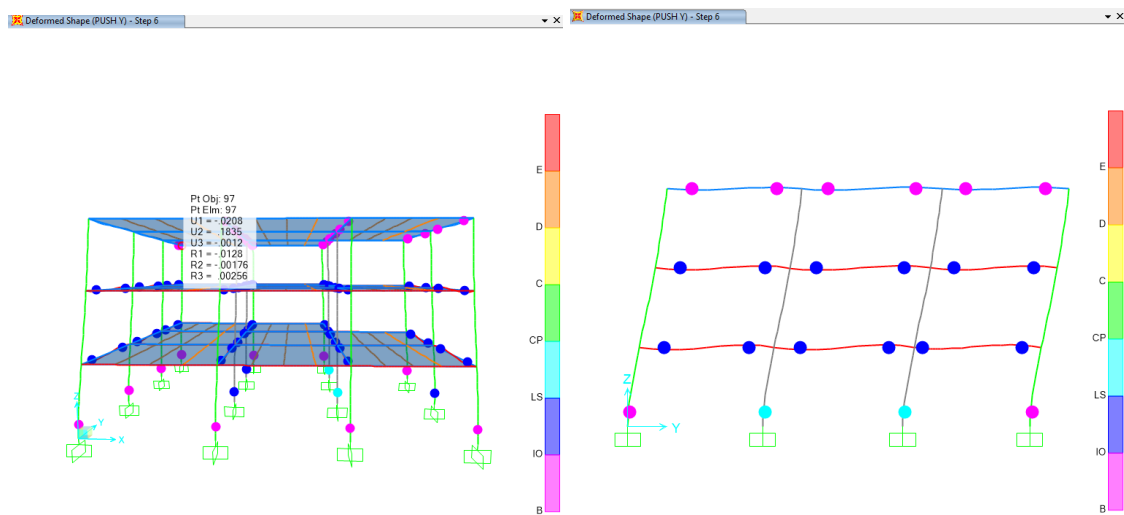 Deformed Shape (PUSH Y) - Step 6
Pt Obj: 97
Pt Elm: 97
U1 = -.0208
U2 = .1835
U3 = -.0012
R1 = -.0128
R2 = -.00176
R3 = .00256
Z
Y
X
E
D
C
CP
LS
IO
B
Deformed Shape (PUSH Y) - Step 6
Z
Y
E
D
C
CP
LS
IO
B